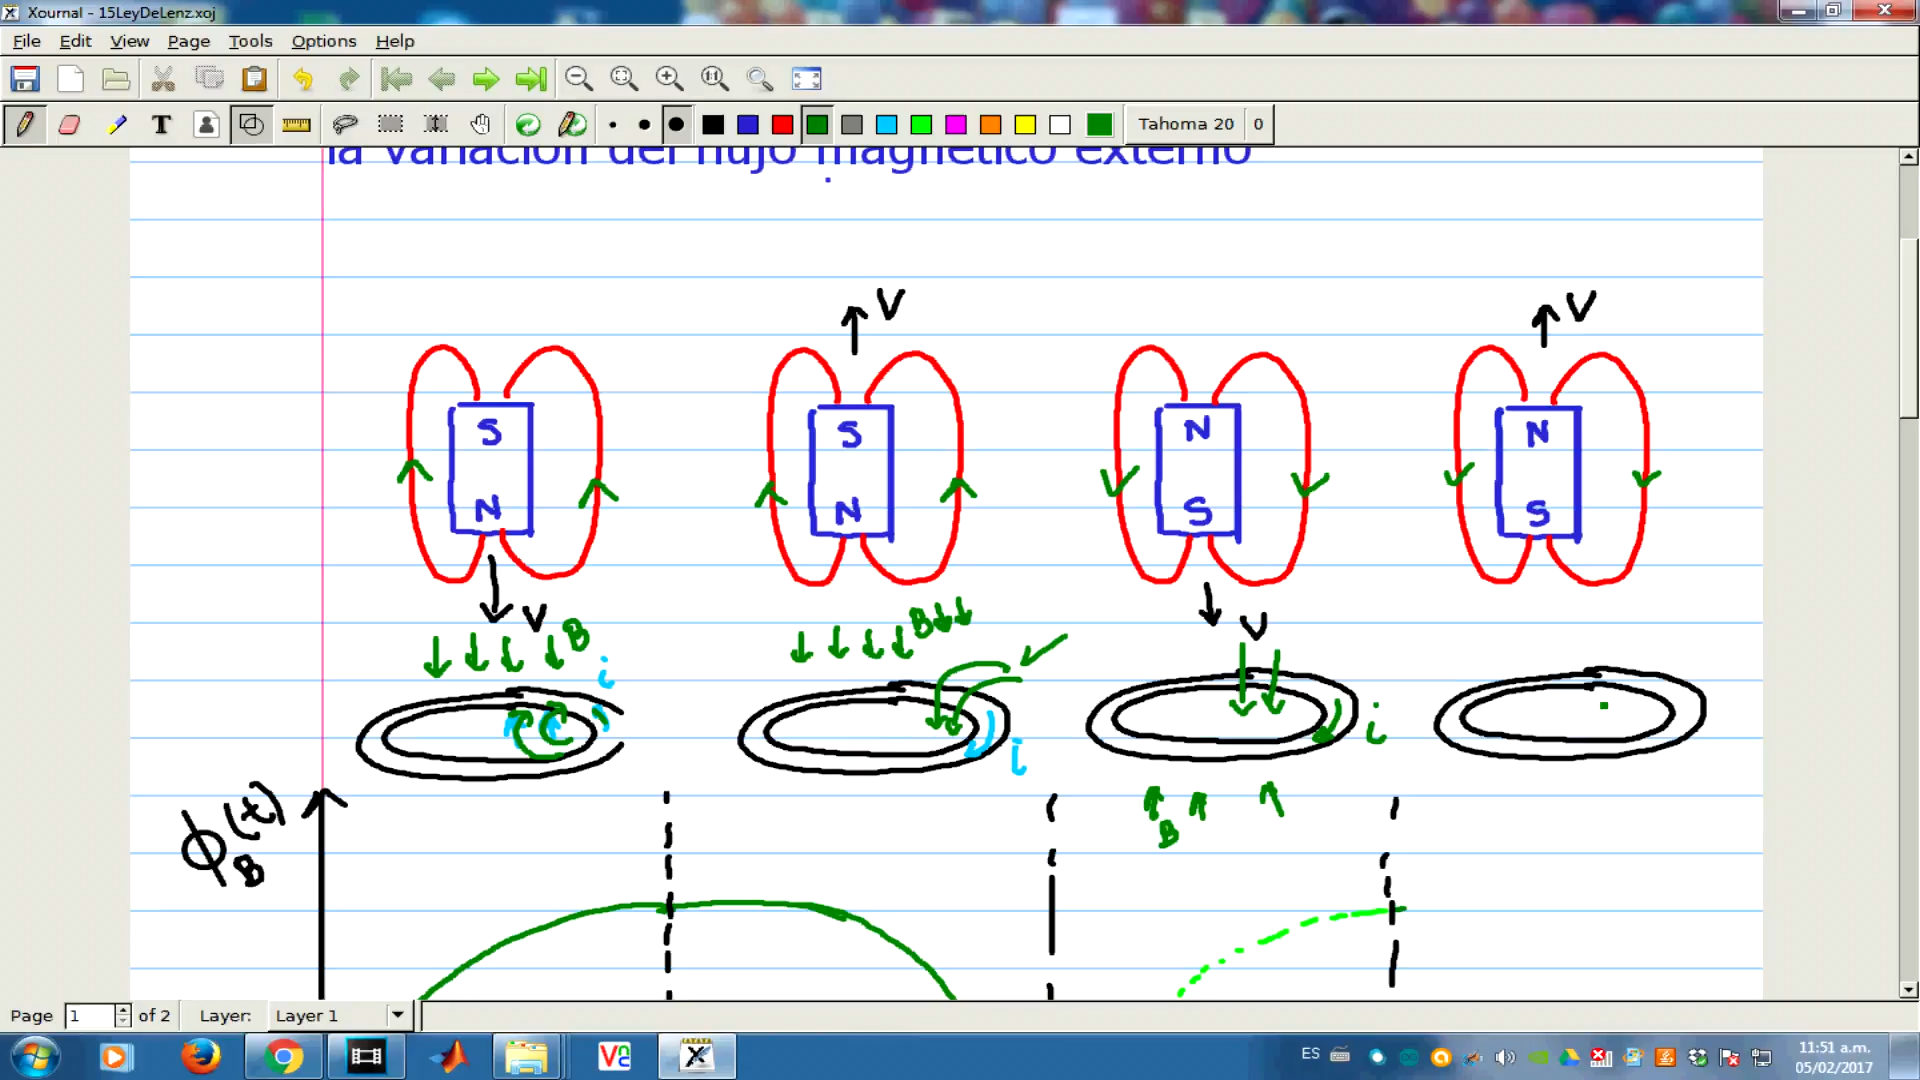 Xournal - 15LeyDeLenz.xoj
File Edit View Page Tools Options Help
Tahoma 20 0
la variación del flujo magnético externo
V V
S S N N
N N S S
V B B V
i i i
ϕB(t) B
Page 1 of 2 Layer: Layer 1
ES 11:51 a.m.
05/02/2017